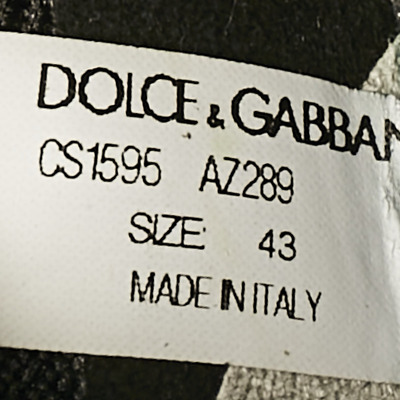 DOLCE & GABBAN
CS1595 AZ289
SIZE: 43
MADE IN ITALY